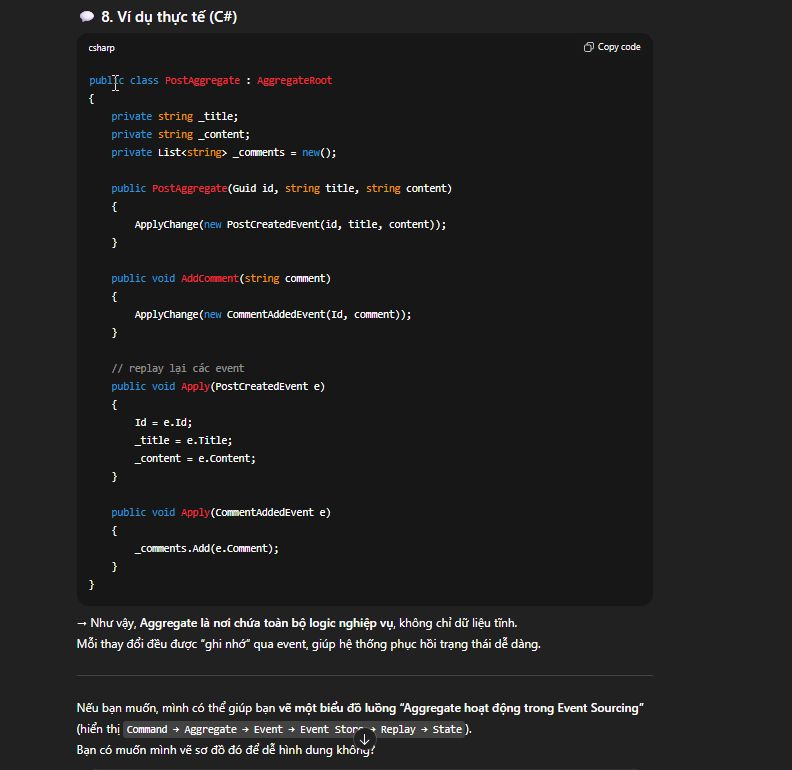 💬 8. Ví dụ thực tế (C#)
csharp
Copy code
public class PostAggregate : AggregateRoot
{
    private string _title;
    private string _content;
    private List<string> _comments = new();

    public PostAggregate(Guid id, string title, string content)
    {
        ApplyChange(new PostCreatedEvent(id, title, content));
    }

    public void AddComment(string comment)
    {
        ApplyChange(new CommentAddedEvent(Id, comment));
    }

    // replay lại các event
    public void Apply(PostCreatedEvent e)
    {
        Id = e.Id;
        _title = e.Title;
        _content = e.Content;
    }

    public void Apply(CommentAddedEvent e)
    {
        _comments.Add(e.Comment);
    }
}
→ Như vậy, Aggregate là nơi chứa toàn bộ logic nghiệp vụ, không chỉ dữ liệu tĩnh.
Mỗi thay đổi đều được “ghi nhớ” qua event, giúp hệ thống phục hồi trạng thái dễ dàng.
Nếu bạn muốn, mình có thể giúp bạn vẽ một biểu đồ luồng “Aggregate hoạt động trong Event Sourcing”
(hiển thị Command → Aggregate → Event → Event Store → Replay → State).
Bạn có muốn mình vẽ sơ đồ đó để dễ hình dung không?